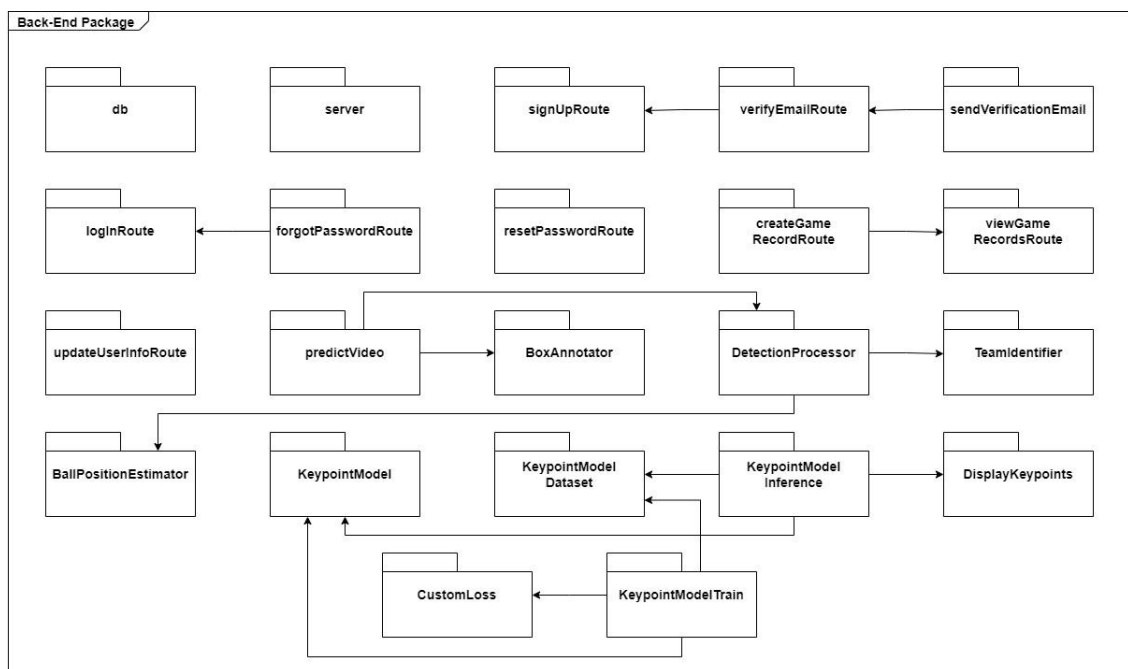 Back-End Package
db
server
signUpRoute
verifyEmailRoute
sendVerificationEmail
logInRoute
forgotPasswordRoute
resetPasswordRoute
createGame
RecordRoute
viewGame
RecordsRoute
updateUserInfoRoute
predictVideo
BoxAnnotator
DetectionProcessor
TeamIdentifier
BallPositionEstimator
KeypointModel
KeypointModel
Dataset
KeypointModel
Inference
DisplayKeypoints
CustomLoss
KeypointModelTrain